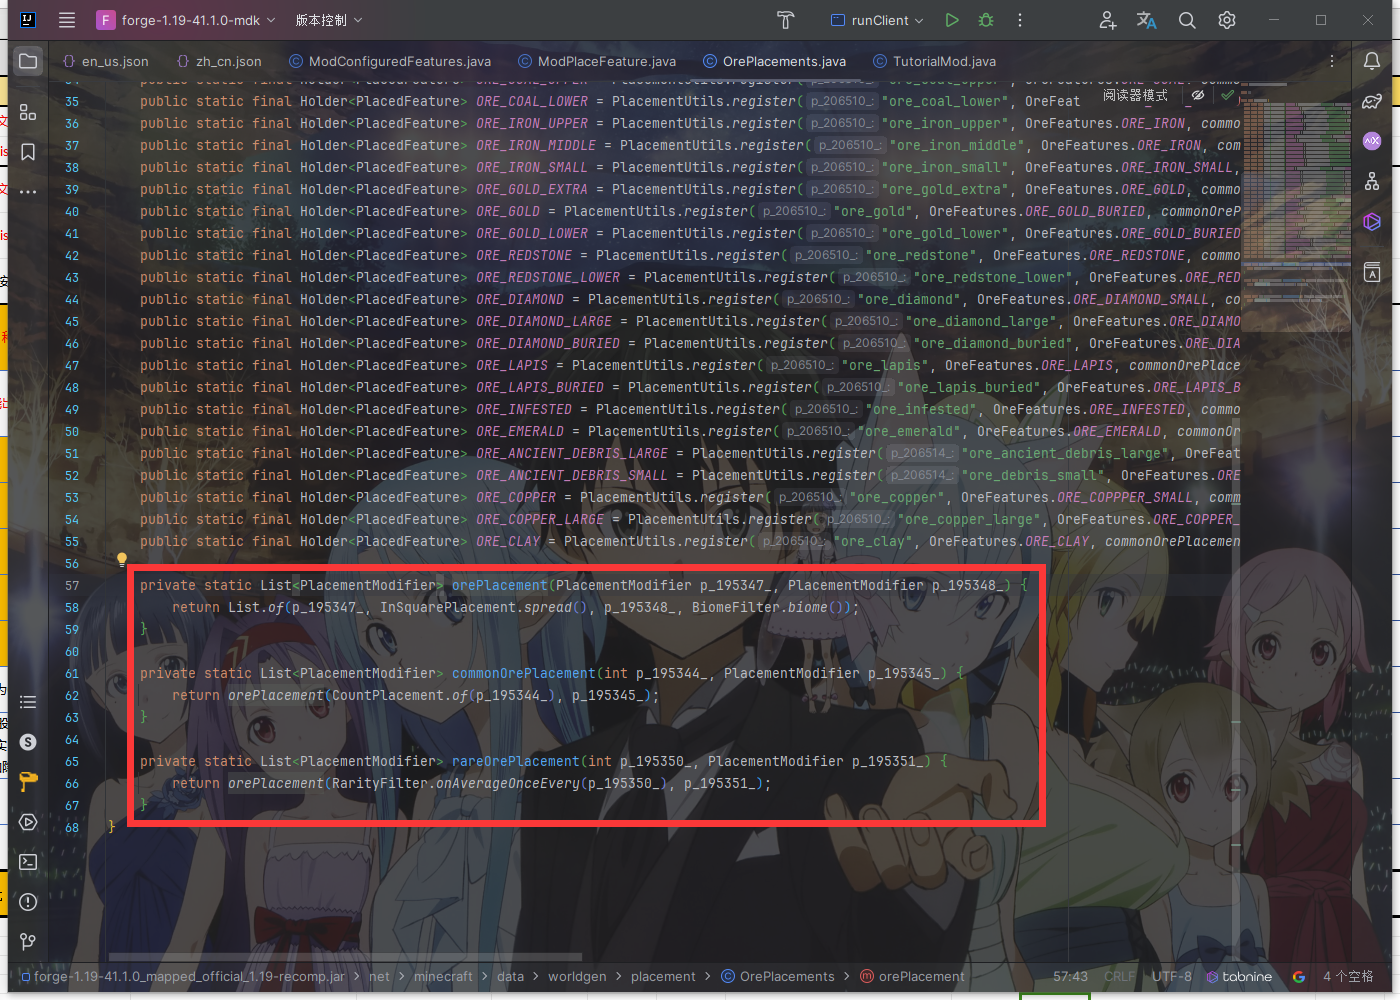 forge-1.19-41.1.0-mdk
版本控制
runClient
en_us.json
zh_cn.json
ModConfiguredFeatures.java
ModPlaceFeature.java
OrePlacements.java
TutorialMod.java
阅读器模式
35 public static final Holder<PlacedFeature> ORE_COAL_LOWER = PlacementUtils.register( p_206510_: "ore_coal_lower", OreFeat
36 public static final Holder<PlacedFeature> ORE_IRON_UPPER = PlacementUtils.register( p_206510_: "ore_iron_upper", OreFeatures.ORE_IRON, commo
37 public static final Holder<PlacedFeature> ORE_IRON_MIDDLE = PlacementUtils.register( p_206510_: "ore_iron_middle", OreFeatures.ORE_IRON, com
38 public static final Holder<PlacedFeature> ORE_IRON_SMALL = PlacementUtils.register( p_206510_: "ore_iron_small", OreFeatures.ORE_IRON_SMALL,
39 public static final Holder<PlacedFeature> ORE_GOLD_EXTRA = PlacementUtils.register( p_206510_: "ore_gold_extra", OreFeatures.ORE_GOLD, commo
40 public static final Holder<PlacedFeature> ORE_GOLD = PlacementUtils.register( p_206510_: "ore_gold", OreFeatures.ORE_GOLD_BURIED, commonOreP
41 public static final Holder<PlacedFeature> ORE_GOLD_LOWER = PlacementUtils.register( p_206510_: "ore_gold_lower", OreFeatures.ORE_GOLD_BURIED
42 public static final Holder<PlacedFeature> ORE_REDSTONE = PlacementUtils.register( p_206510_: "ore_redstone", OreFeatures.ORE_REDSTONE, commo
43 public static final Holder<PlacedFeature> ORE_REDSTONE_LOWER = PlacementUtils.register( p_206510_: "ore_redstone_lower", OreFeatures.ORE_RED
44 public static final Holder<PlacedFeature> ORE_DIAMOND = PlacementUtils.register( p_206510_: "ore_diamond", OreFeatures.ORE_DIAMOND_SMALL, co
45 public static final Holder<PlacedFeature> ORE_DIAMOND_LARGE = PlacementUtils.register( p_206510_: "ore_diamond_large", OreFeatures.ORE_DIAMO
46 public static final Holder<PlacedFeature> ORE_DIAMOND_BURIED = PlacementUtils.register( p_206510_: "ore_diamond_buried", OreFeatures.ORE_DIA
47 public static final Holder<PlacedFeature> ORE_LAPIS = PlacementUtils.register( p_206510_: "ore_lapis", OreFeatures.ORE_LAPIS, commonOrePlace
48 public static final Holder<PlacedFeature> ORE_LAPIS_BURIED = PlacementUtils.register( p_206510_: "ore_lapis_buried", OreFeatures.ORE_LAPIS_B
49 public static final Holder<PlacedFeature> ORE_INFESTED = PlacementUtils.register( p_206510_: "ore_infested", OreFeatures.ORE_INFESTED, commo
50 public static final Holder<PlacedFeature> ORE_EMERALD = PlacementUtils.register( p_206510_: "ore_emerald", OreFeatures.ORE_EMERALD, commonOr
51 public static final Holder<PlacedFeature> ORE_ANCIENT_DEBRIS_LARGE = PlacementUtils.register( p_206514_: "ore_ancient_debris_large", OreFeat
52 public static final Holder<PlacedFeature> ORE_ANCIENT_DEBRIS_SMALL = PlacementUtils.register( p_206514_: "ore_debris_small", OreFeatures.ORE
53 public static final Holder<PlacedFeature> ORE_COPPER = PlacementUtils.register( p_206510_: "ore_copper", OreFeatures.ORE_COPPPER_SMALL, comm
54 public static final Holder<PlacedFeature> ORE_COPPER_LARGE = PlacementUtils.register( p_206510_: "ore_copper_large", OreFeatures.ORE_COPPER_
55 public static final Holder<PlacedFeature> ORE_CLAY = PlacementUtils.register( p_206510_: "ore_clay", OreFeatures.ORE_CLAY, commonOrePlacemen
56
57 private static List<PlacementModifier> orePlacement(PlacementModifier p_195347_, PlacementModifier p_195348_) {
58 return List.of(p_195347_, InSquarePlacement.spread(), p_195348_, BiomeFilter.biome());
59 }
60
61 private static List<PlacementModifier> commonOrePlacement(int p_195344_, PlacementModifier p_195345_) {
62 return orePlacement(CountPlacement.of(p_195344_), p_195345_);
63 }
64
65 private static List<PlacementModifier> rareOrePlacement(int p_195350_, PlacementModifier p_195351_) {
66 return orePlacement(RarityFilter.onAverageOnceEvery(p_195350_), p_195351_);
67 }
68 }
forge-1.19-41.1.0_mapped_official_1.19-recomp.jar > net > minecraft > data > worldgen > placement > OrePlacements > orePlacement
57:43 CRLF UTF-8 tabnine 4 个空格